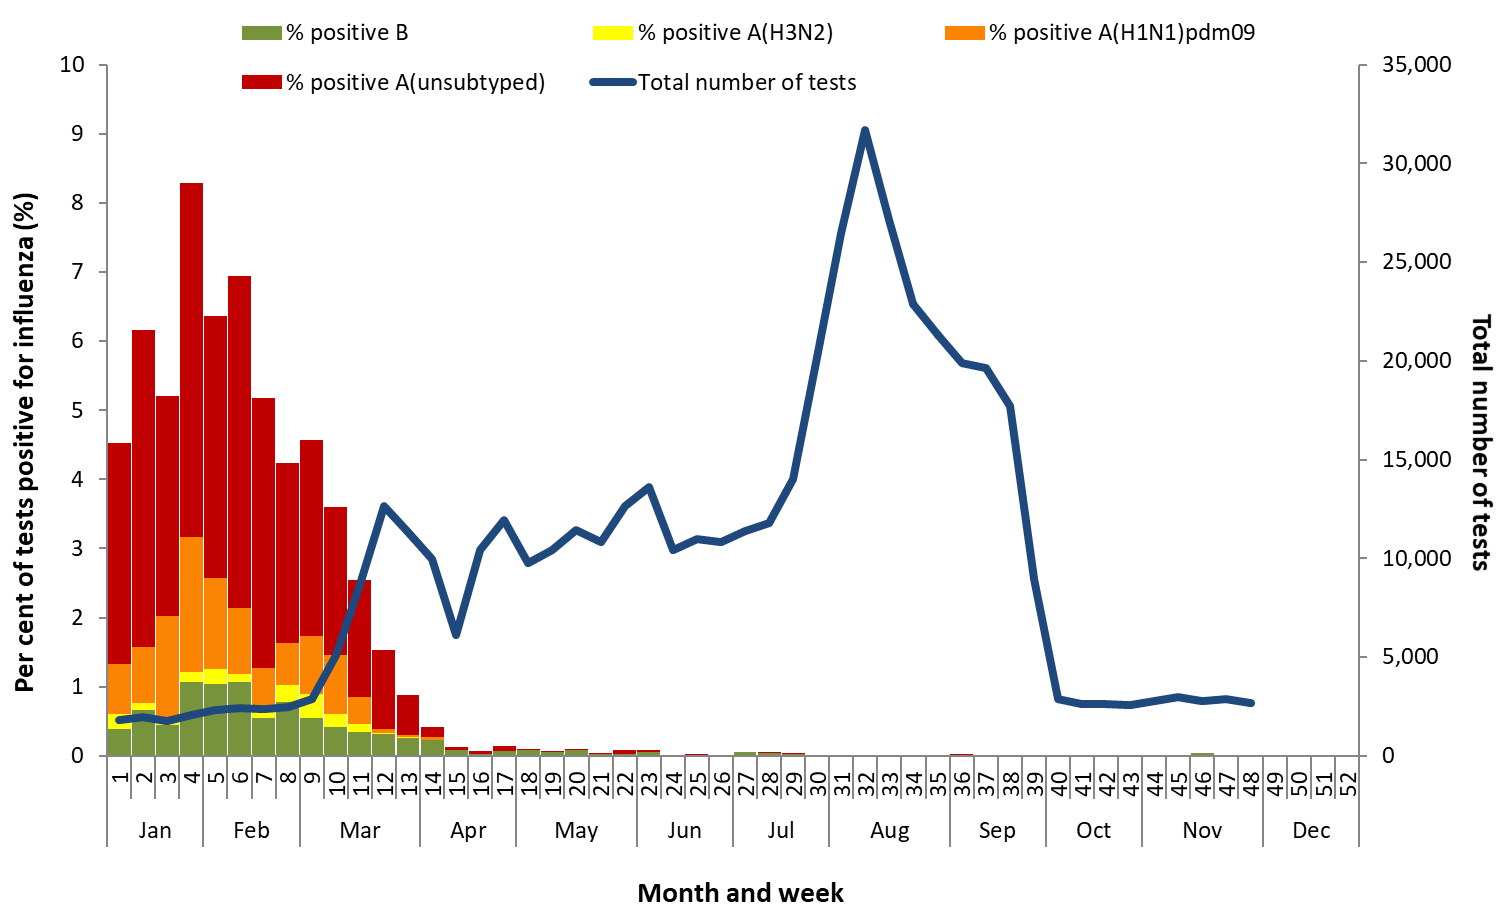 % positive B % positive A(H3N2) % positive A(H1N1)pdm09
% positive A(unsubtyped) Total number of tests
Per cent of tests positive for influenza (%)
10
9
8
7
6
5
4
3
2
1
0
35,000
30,000
25,000
20,000
15,000
10,000
5,000
0
Total number of tests
1 2 3 4 5 6 7 8 9 10 11 12 13 14 15 16 17 18 19 20 21 22 23 24 25 26 27 28 29 30 31 32 33 34 35 36 37 38 39 40 41 42 43 44 45 46 47 48 49 50 51 52
Jan Feb Mar Apr May Jun Jul Aug Sep Oct Nov Dec
Month and week